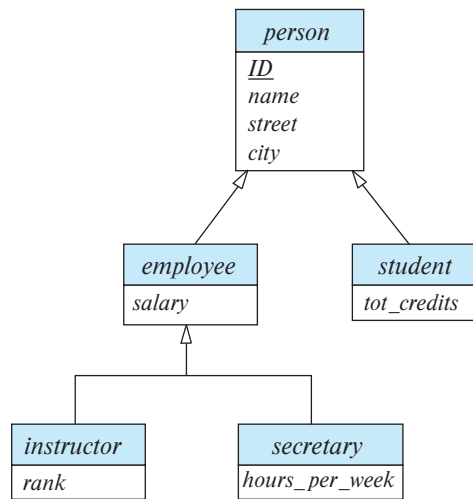 person
ID
name
street
city
employee
salary
student
tot_credits
instructor
rank
secretary
hours_per_week